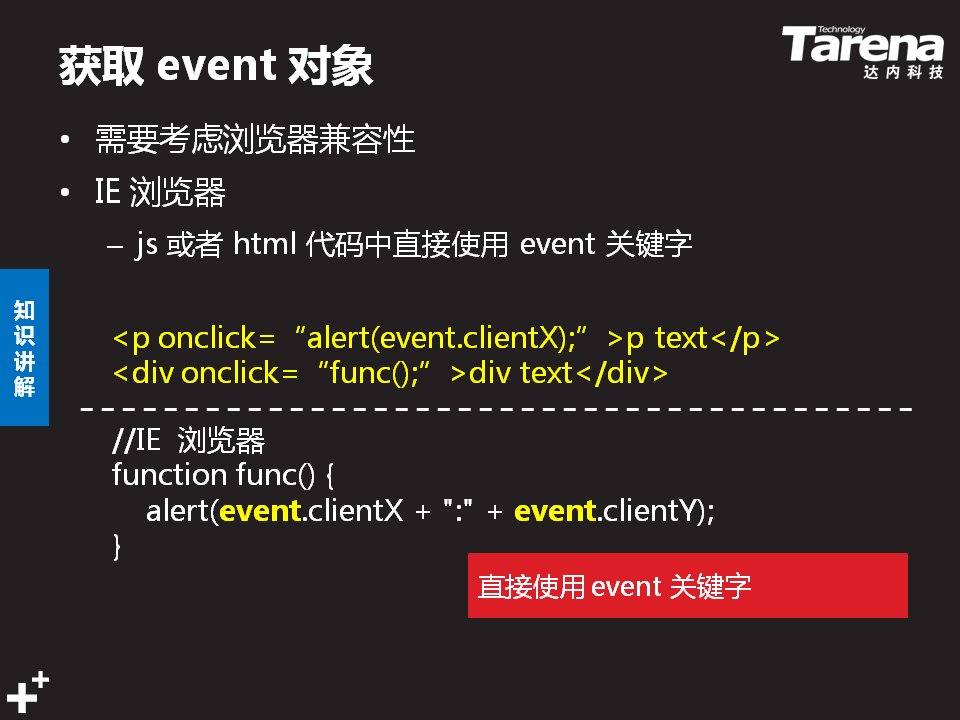 获取 event 对象
Technology
Tarena
达内科技
• 需要考虑浏览器兼容性
• IE 浏览器
– js 或者 html 代码中直接使用 event 关键字
知识讲解
<p onclick=“alert(event.clientX);”>p text</p>
<div onclick=“func();”>div text</div>
//IE 浏览器
function func() {
alert(event.clientX + ":" + event.clientY);
}
直接使用 event 关键字